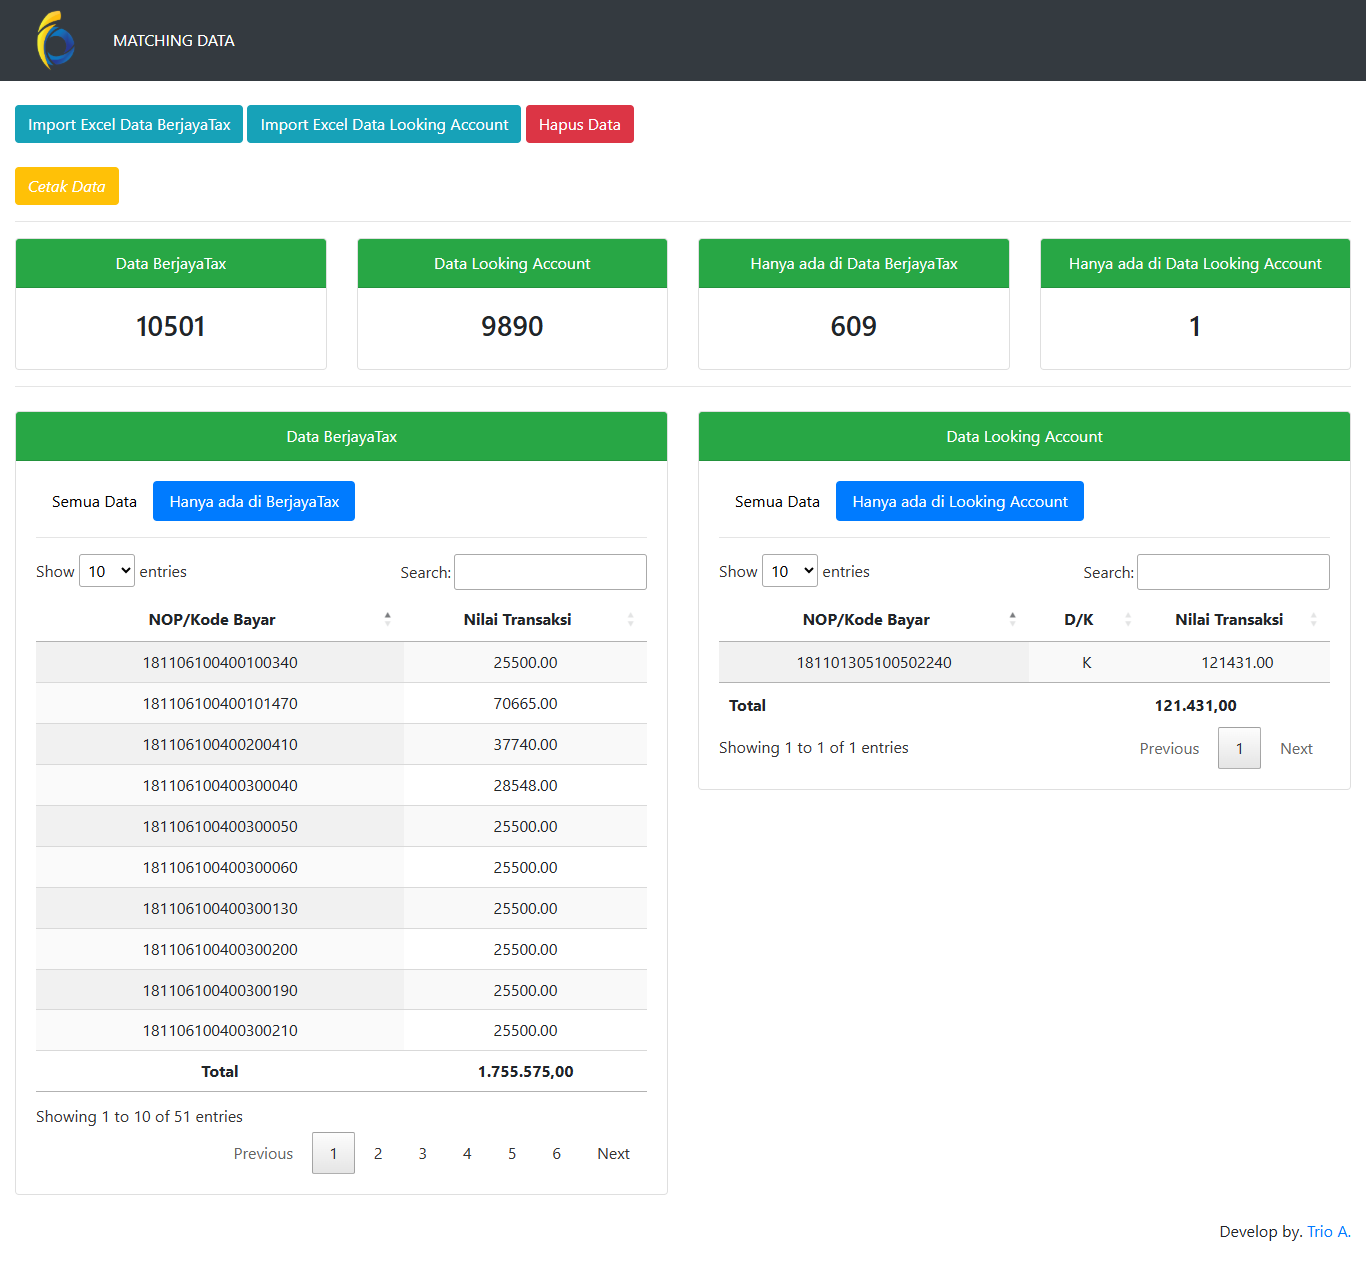 MATCHING DATA
Import Excel Data BerjayaTax Import Excel Data Looking Account Hapus Data
Cetak Data
Data BerjayaTax
10501
Data Looking Account
9890
Hanya ada di Data BerjayaTax
609
Hanya ada di Data Looking Account
1
Data BerjayaTax
Semua Data Hanya ada di BerjayaTax
Show 10 entries Search:
NOP/Kode Bayar Nilai Transaksi
181106100400100340 25500.00
181106100400101470 70665.00
181106100400200410 37740.00
181106100400300040 28548.00
181106100400300050 25500.00
181106100400300060 25500.00
181106100400300130 25500.00
181106100400300200 25500.00
181106100400300190 25500.00
181106100400300210 25500.00
Total 1.755.575,00
Showing 1 to 10 of 51 entries
Previous 1 2 3 4 5 6 Next
Data Looking Account
Semua Data Hanya ada di Looking Account
Show 10 entries Search:
NOP/Kode Bayar D/K Nilai Transaksi
181101305100502240 K 121431.00
Total 121.431,00
Showing 1 to 1 of 1 entries
Previous 1 Next
Develop by. Trio A.